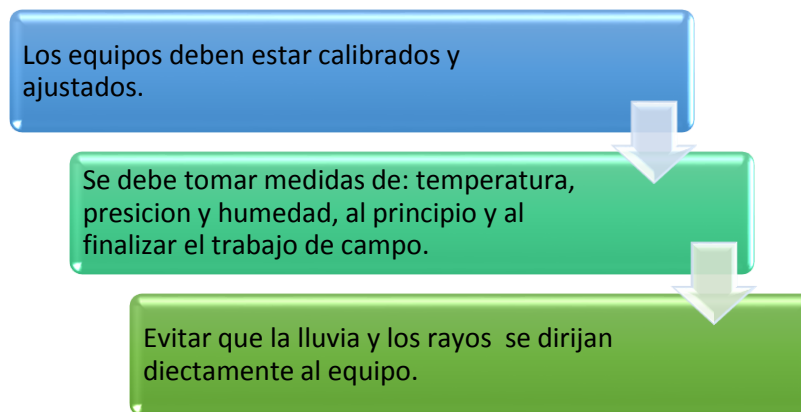 Los equipos deben estar calibrados y
ajustados.
Se debe tomar medidas de: temperatura,
presicion y humedad, al principio y al
finalizar el trabajo de campo.
Evitar que la lluvia y los rayos se dirijan
diectamente al equipo.